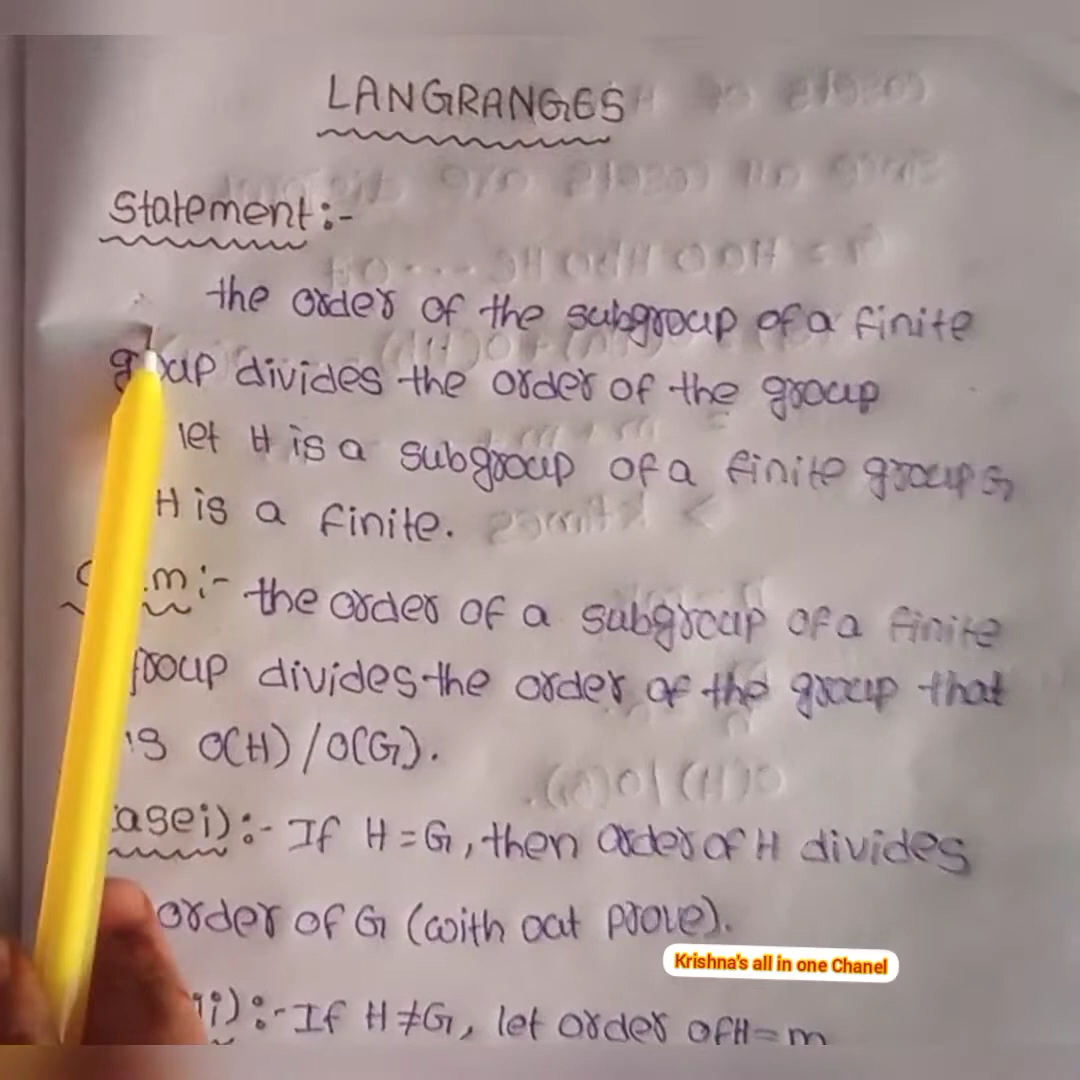 LANGRANGES
Statement:-
the order of the subgroup of a finite
group divides the order of the group
let H is a subgroup of a finite group G
H is a finite.
the order of a subgroup of a finite
group divides the order of the group that
is O(H)/O(G).
case i):- If H=G, then order of H divides
order of G (with out prove).
Krishna's all in one Chanel
ii):- If H≠G, let order of H=m